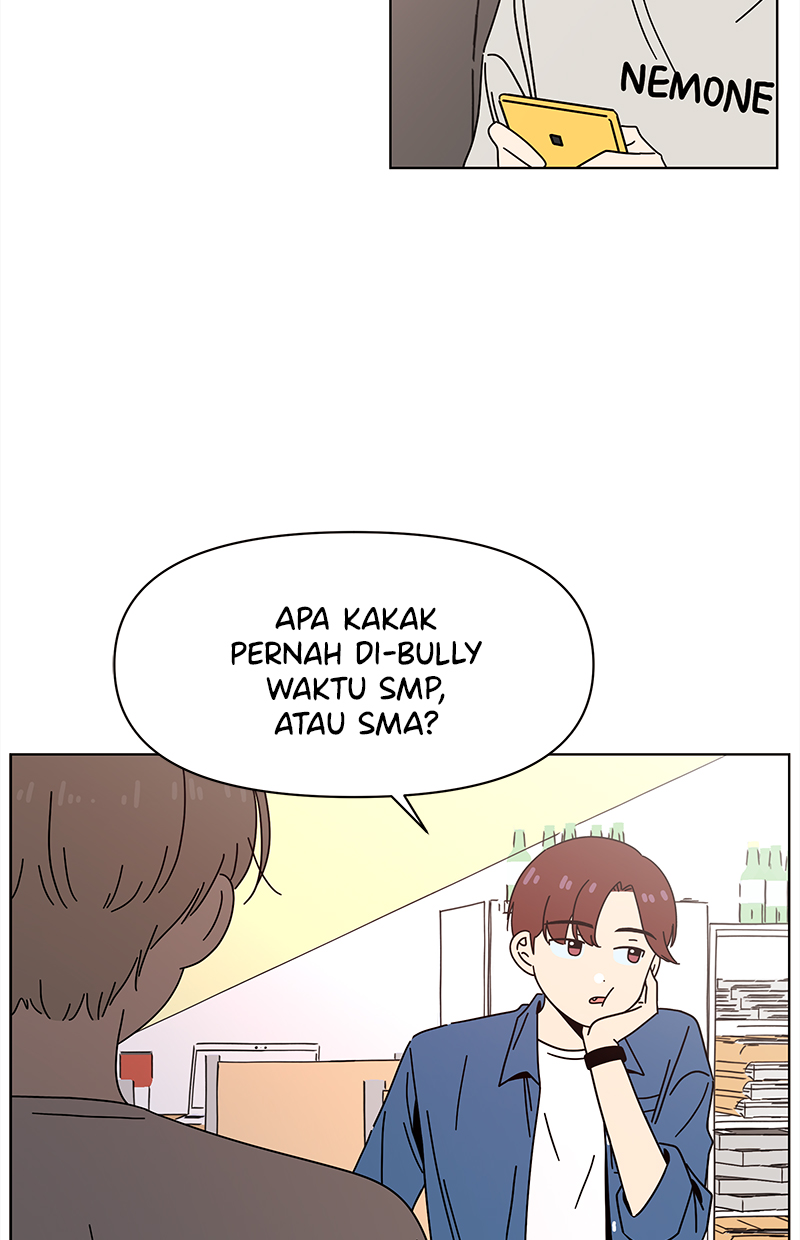 NEMONE
APA KAKAK
PERNAH DI-BULLY
WAKTU SMP,
ATAU SMA?